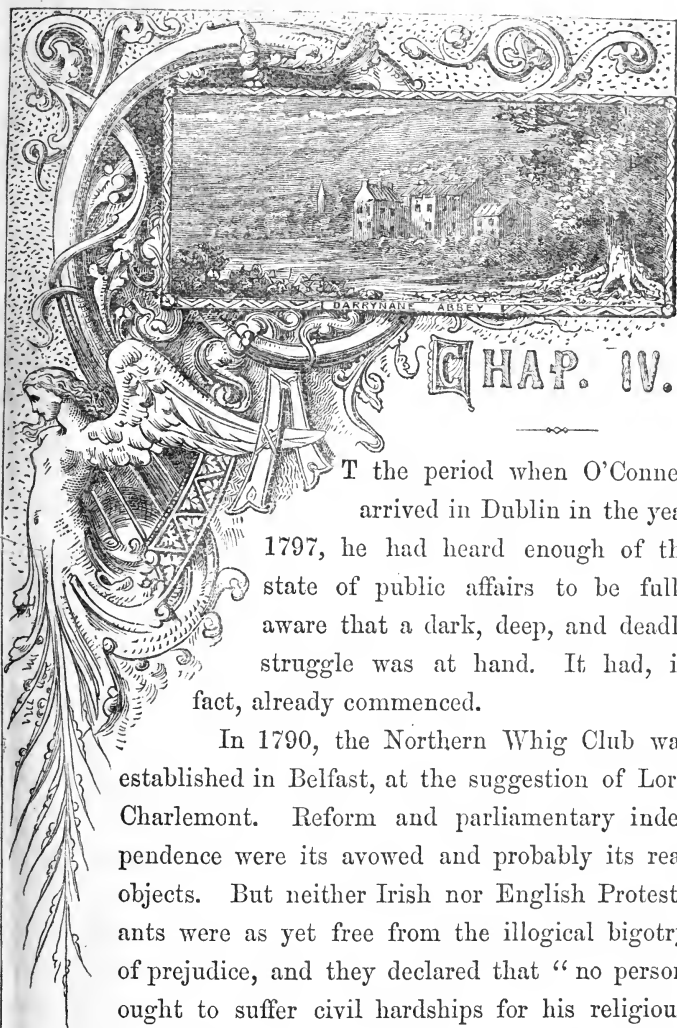 DARRYNANE ABBEY
CHAP. IV.
AT the period when O'Conne
arrived in Dublin in the yea
1797, he had heard enough of th
state of public affairs to be full
aware that a dark, deep, and deadl
struggle was at hand. It had, i
fact, already commenced.
In 1790, the Northern Whig Club wa
established in Belfast, at the suggestion of Lor
Charlemont. Reform and parliamentary inde
pendence were its avowed and probably its rea
objects. But neither Irish nor English Protest
ants were as yet free from the illogical bigotry
of prejudice, and they declared that “ no person
ought to suffer civil hardships for his religiou